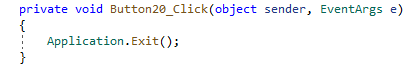 private void Button20_Click(object sender, EventArgs e)
{
    Application.Exit();
}